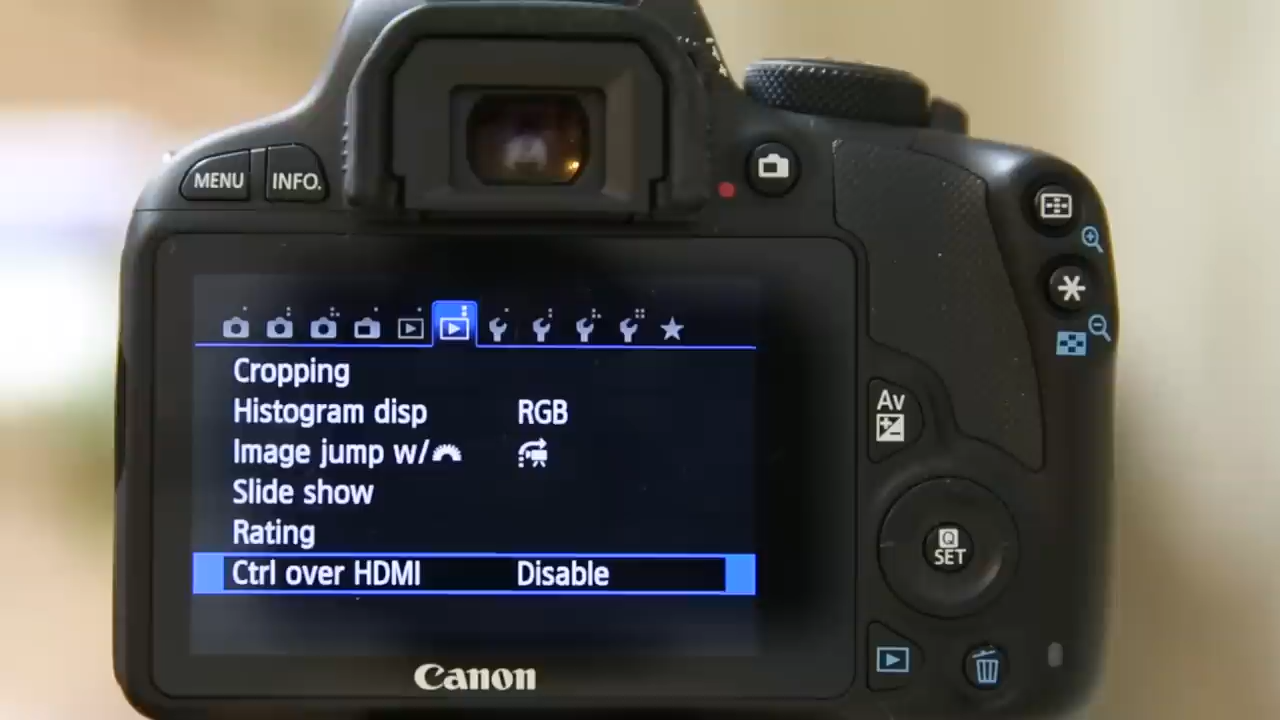 MENU
INFO.
Cropping
Histogram disp RGB
Image jump w/
Slide show
Rating
Ctrl over HDMI Disable
Av
Q
SET
Canon